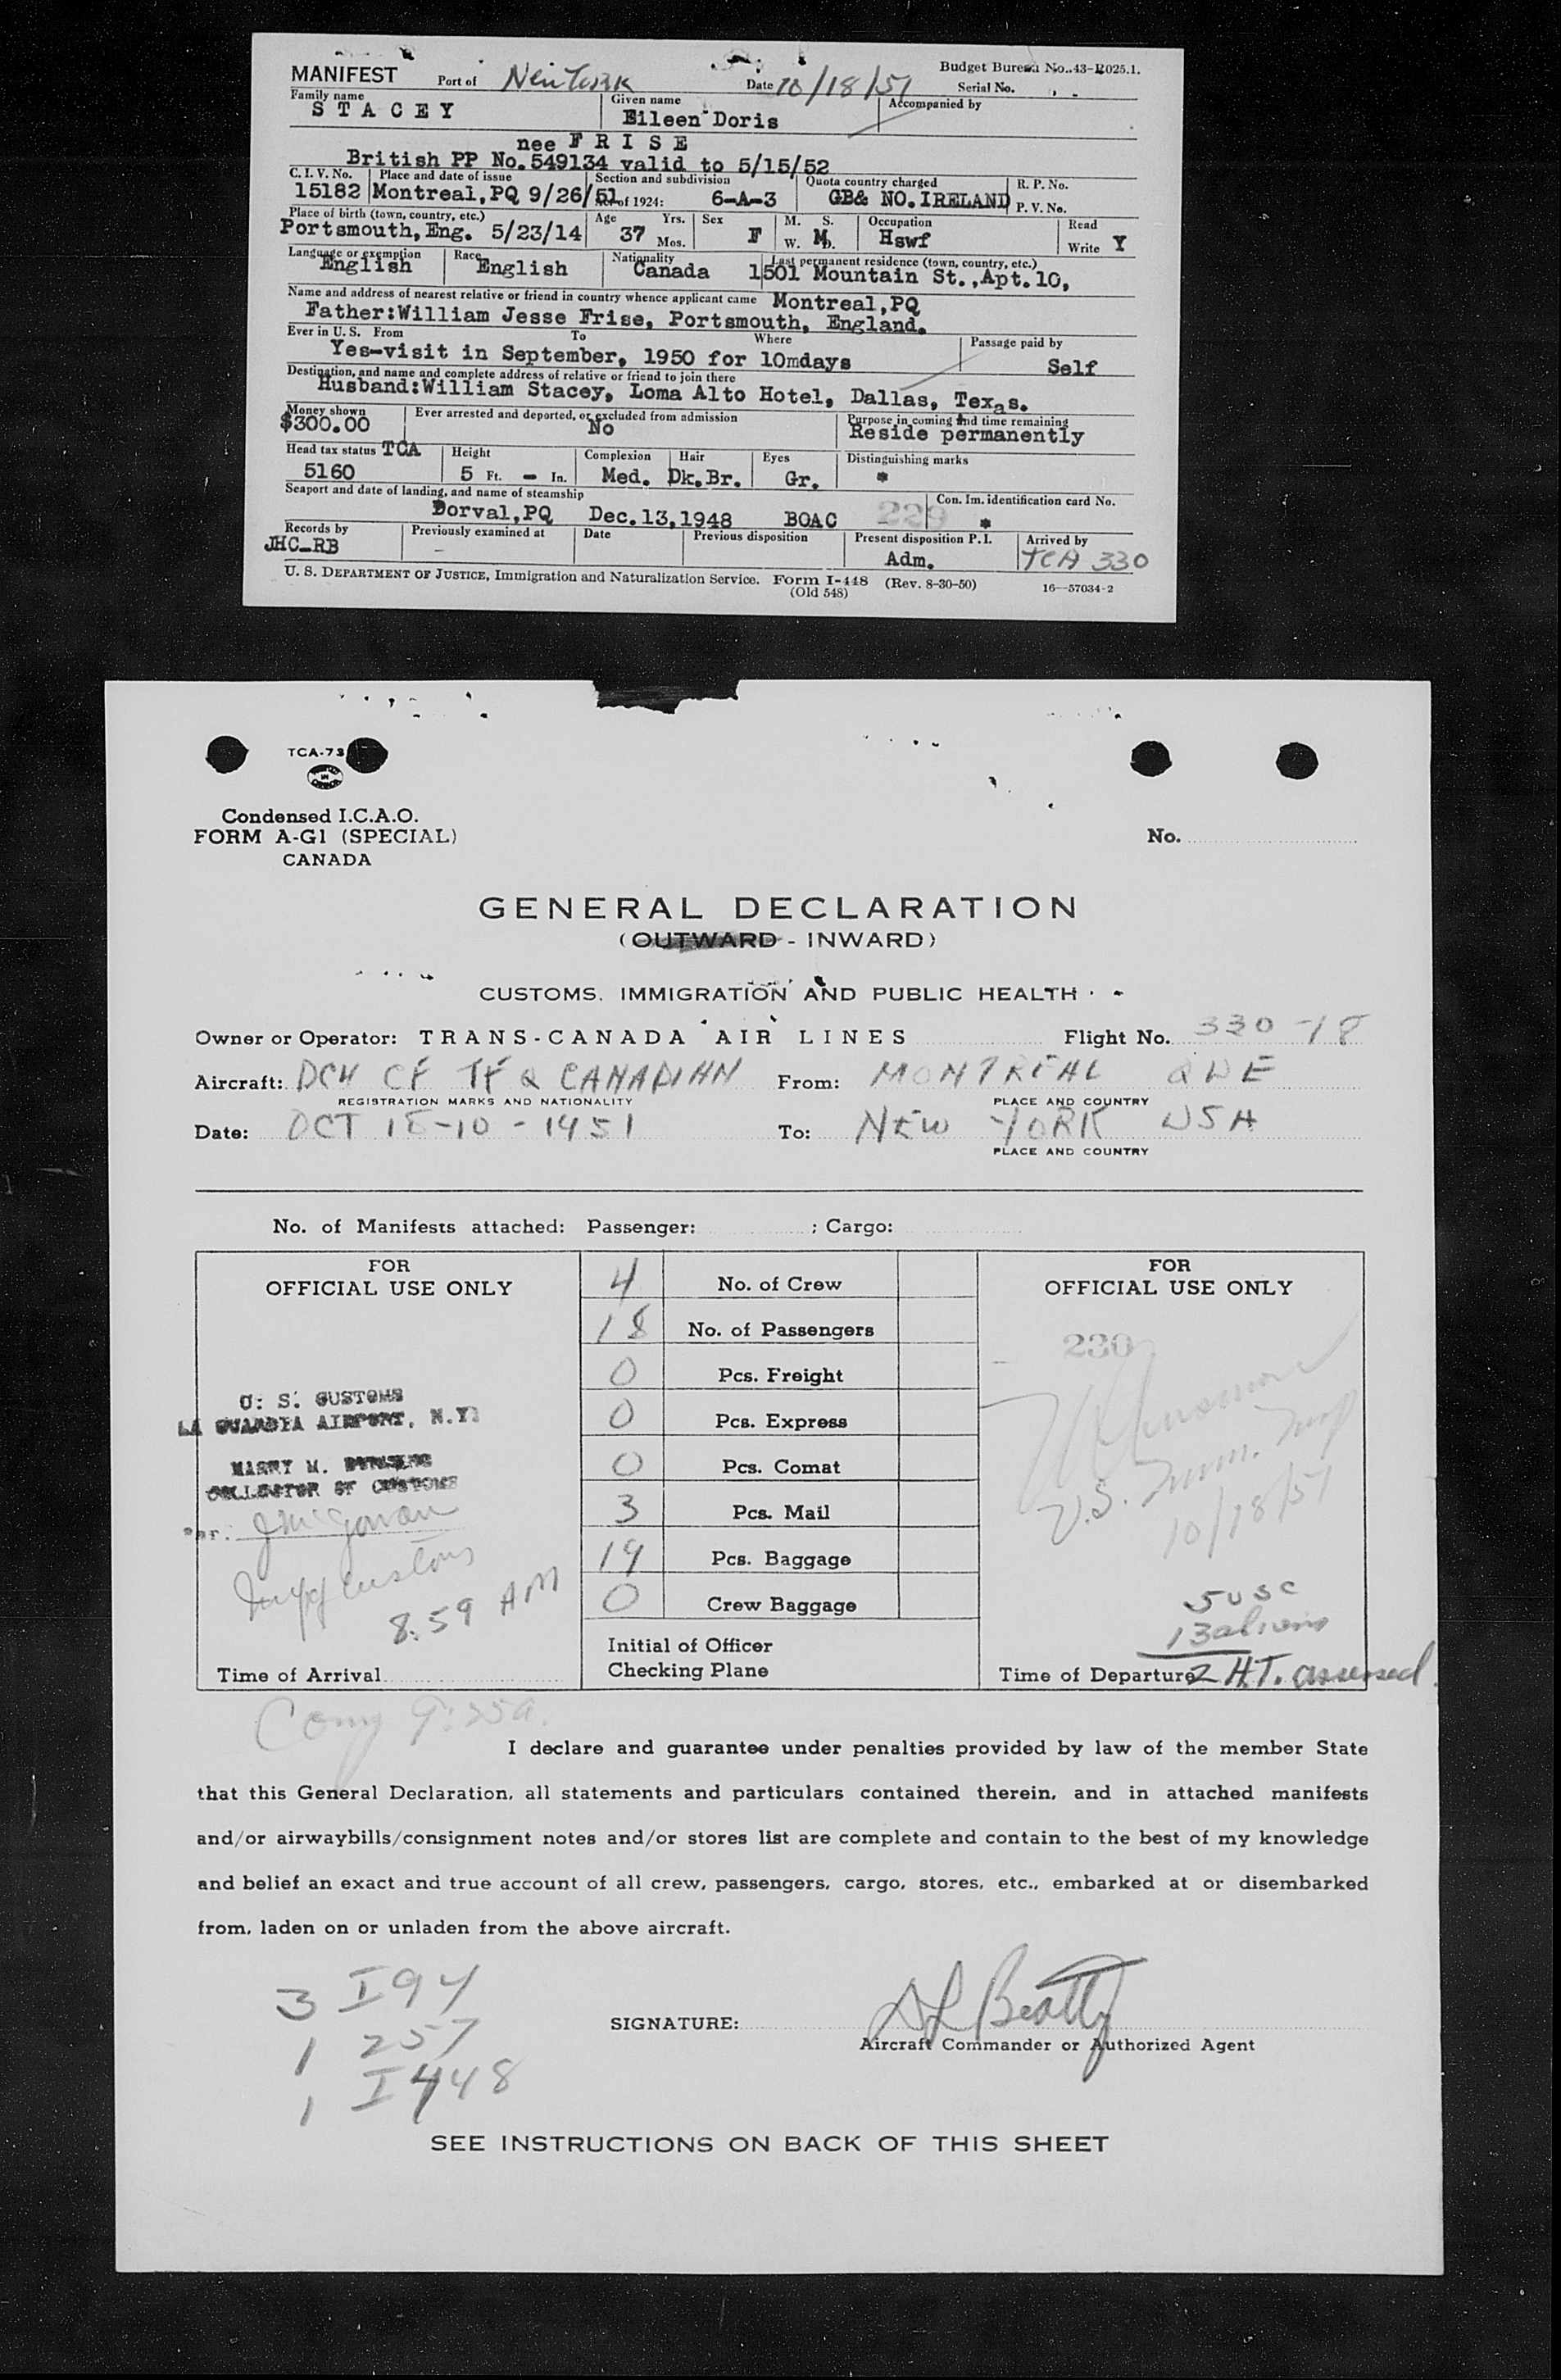 MANIFEST Port of New York Date 10/18/51 Budget Bureau No. 43-R025.1.
Serial No.
Family name Given name Accompanied by
STACEY Eileen Doris
nee FRISE
British PP No.549134 valid to 5/15/52
C. I. V. No. Place and date of issue Section and subdivision Quota country charged R. P. No.
15182 Montreal,PQ 9/26/51 of 1924: 6-A-3 GB& NO.IRELAND P. V. No.
Place of birth (town, country, etc.) Age Yrs. Sex M. S. Occupation Read
Portsmouth,Eng. 5/23/14 37 Mos. F W. M D. Hswf Write Y
Language or exemption Race Nationality Last permanent residence (town, country, etc.)
English English Canada 1501 Mountain St.,Apt.10,
Name and address of nearest relative or friend in country whence applicant came Montreal,PQ
Father:William Jesse Frise, Portsmouth, England.
Ever in U. S. From To Where Passage paid by
Yes-visit in September, 1950 for 10mdays Self
Destination, and name and complete address of relative or friend to join there
Husband:William Stacey, Loma Alto Hotel, Dallas, Texas.
Money shown Ever arrested and deported, or excluded from admission Purpose in coming and time remaining
$300.00 No Reside permanently
Head tax status TCA Height Complexion Hair Eyes Distinguishing marks
5160 5 Ft. - In. Med. Dk.Br. Gr. *
Seaport and date of landing, and name of steamship Con. Im. identification card No.
Dorval,PQ Dec.13,1948 BOAC 229 *
Records by Previously examined at Date Previous disposition Present disposition P. I. Arrived by
JHC-RB - Adm. TCA 330
U. S. DEPARTMENT OF JUSTICE, Immigration and Naturalization Service. Form I-448 (Rev. 8-30-50) 16—57034-2
(Old 548)
TCA-73
Condensed I.C.A.O.
FORM A-G1 (SPECIAL) No.
CANADA
GENERAL DECLARATION
(OUTWARD - INWARD)
CUSTOMS, IMMIGRATION AND PUBLIC HEALTH
Owner or Operator: TRANS-CANADA AIR LINES Flight No. 330-18
Aircraft: DC4 CF TFQ CANADIAN From: MONTREAL QUE
REGISTRATION MARKS AND NATIONALITY PLACE AND COUNTRY
Date: OCT 18-10-1951 To: NEW YORK USA
PLACE AND COUNTRY
No. of Manifests attached: Passenger: ; Cargo:
FOR FOR
OFFICIAL USE ONLY 4 No. of Crew OFFICIAL USE ONLY
18 No. of Passengers
230
0 Pcs. Freight
U. S. CUSTOMS
LA GUARDIA AIRPORT, N.Y. 0 Pcs. Express
HARRY M. 0 Pcs. Comat U.S. Imm. Insp
COLLECTOR OF CUSTOMS
Per. J McGowan 3 Pcs. Mail 10/18/51
Insp Customs 19 Pcs. Baggage
8:59 AM 0 Crew Baggage 5 USC
13 aliens
Initial of Officer
Time of Arrival Checking Plane Time of Departure 2 H.T. assessed.
I declare and guarantee under penalties provided by law of the member State
that this General Declaration, all statements and particulars contained therein, and in attached manifests
and/or airwaybills/consignment notes and/or stores list are complete and contain to the best of my knowledge
and belief an exact and true account of all crew, passengers, cargo, stores, etc., embarked at or disembarked
from, laden on or unladen from the above aircraft.
3 I94
1 257
1 I448
SIGNATURE: Beatty
Aircraft Commander or Authorized Agent
SEE INSTRUCTIONS ON BACK OF THIS SHEET